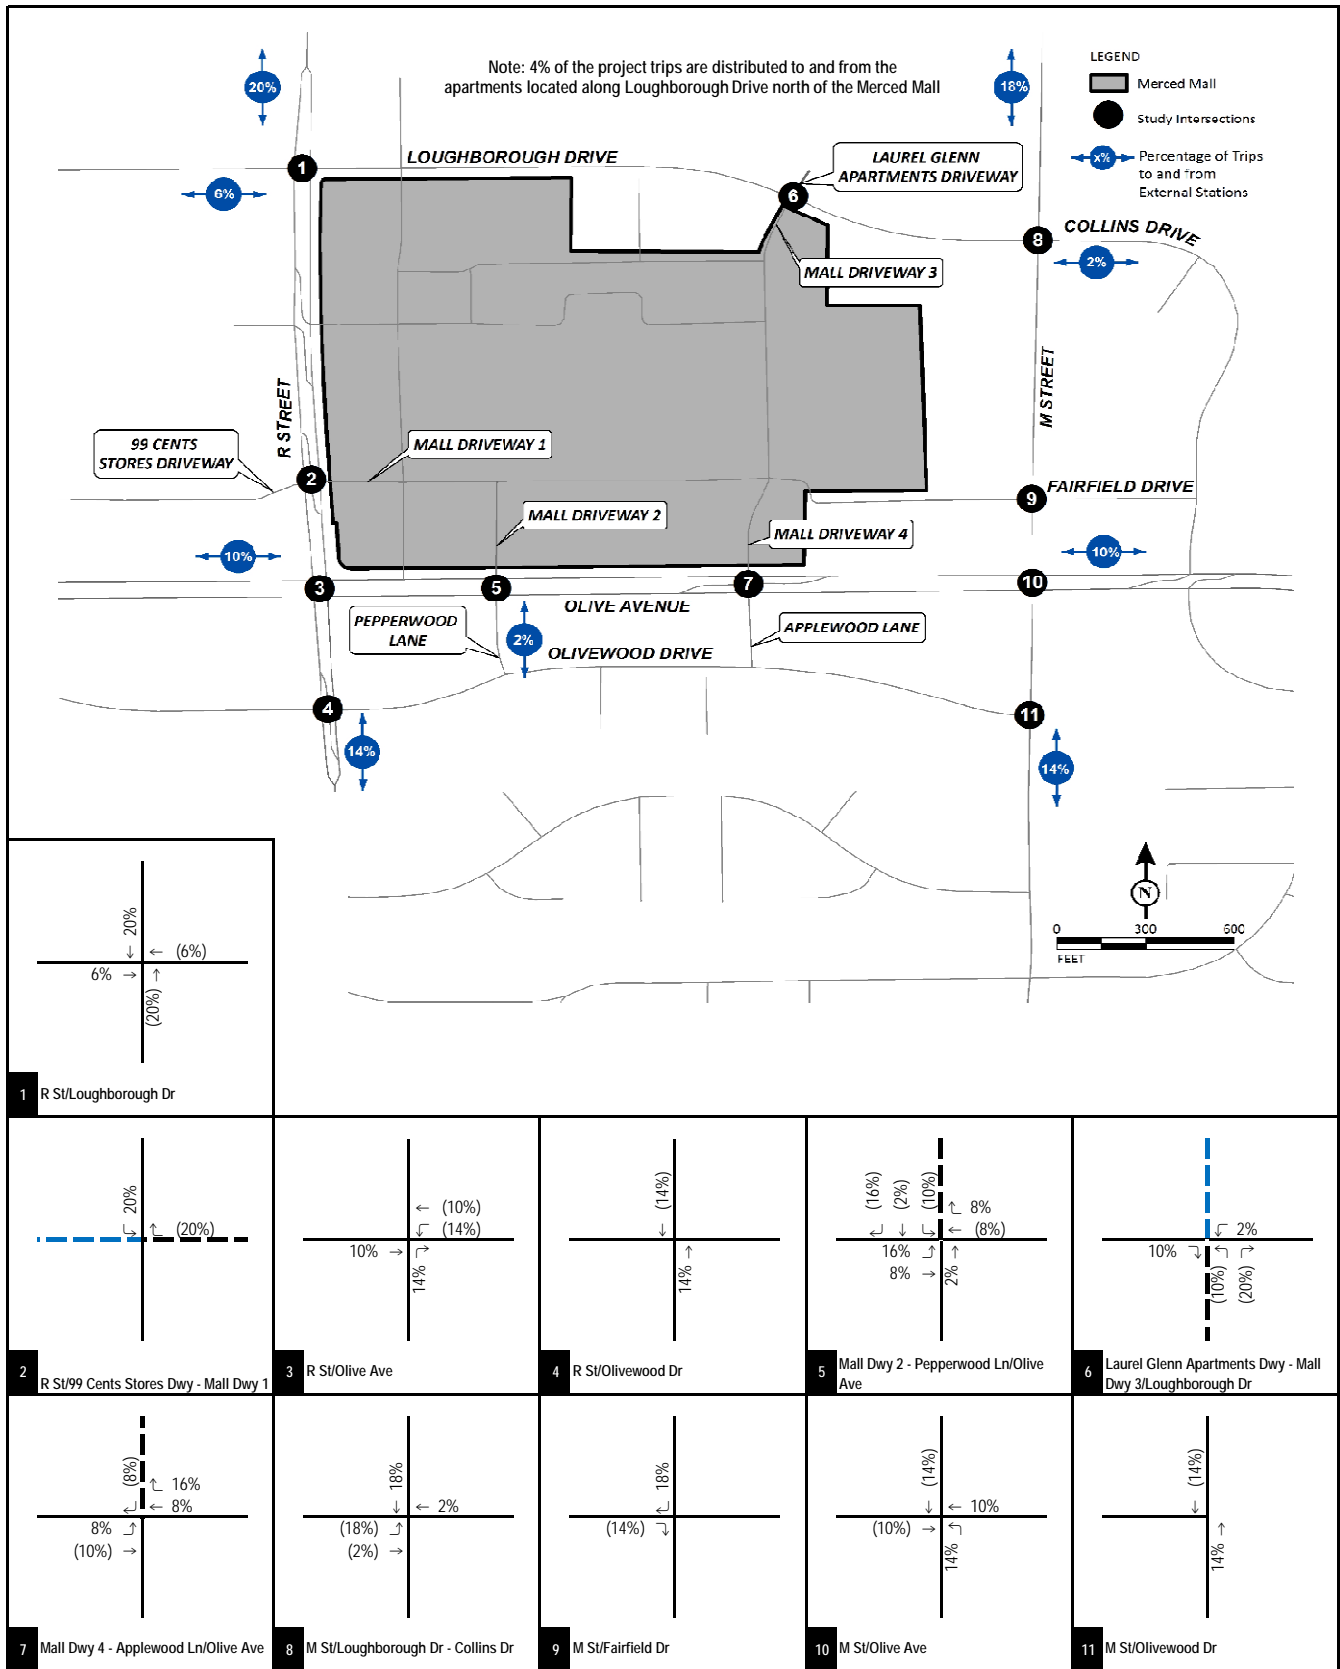 Note: 4% of the project trips are distributed to and from the
apartments located along Loughborough Drive north of the Merced Mall
LEGEND
Merced Mall
Study Intersections
x%
Percentage of Trips
to and from
External Stations
20%
18%
1
LOUGHBOROUGH DRIVE
LAUREL GLENN
APARTMENTS DRIVEWAY
6%
6
8
COLLINS DRIVE
2%
MALL DRIVEWAY 3
R STREET
M STREET
99 CENTS
STORES DRIVEWAY
MALL DRIVEWAY 1
2
9
FAIRFIELD DRIVE
MALL DRIVEWAY 2
MALL DRIVEWAY 4
10%
10%
3
5
7
10
OLIVE AVENUE
PEPPERWOOD
LANE
2%
APPLEWOOD LANE
OLIVEWOOD DRIVE
4
11
14%
14%
N
0 300 600
FEET
20%
(6%)
6%
(20%)
1 R St/Loughborough Dr
20%
(20%)
2 R St/99 Cents Stores Dwy - Mall Dwy 1
(10%)
(14%)
10%
14%
3 R St/Olive Ave
(14%)
14%
4 R St/Olivewood Dr
(16%) (2%) (10%)
8%
(8%)
16%
8%
2%
5 Mall Dwy 2 - Pepperwood Ln/Olive
Ave
2%
10%
(10%) (20%)
6 Laurel Glenn Apartments Dwy - Mall
Dwy 3/Loughborough Dr
(8%)
16%
8%
8%
(10%)
7 Mall Dwy 4 - Applewood Ln/Olive Ave
18%
2%
(18%)
(2%)
8 M St/Loughborough Dr - Collins Dr
18%
(14%)
9 M St/Fairfield Dr
(14%)
10%
(10%)
14%
10 M St/Olive Ave
(14%)
14%
11 M St/Olivewood Dr